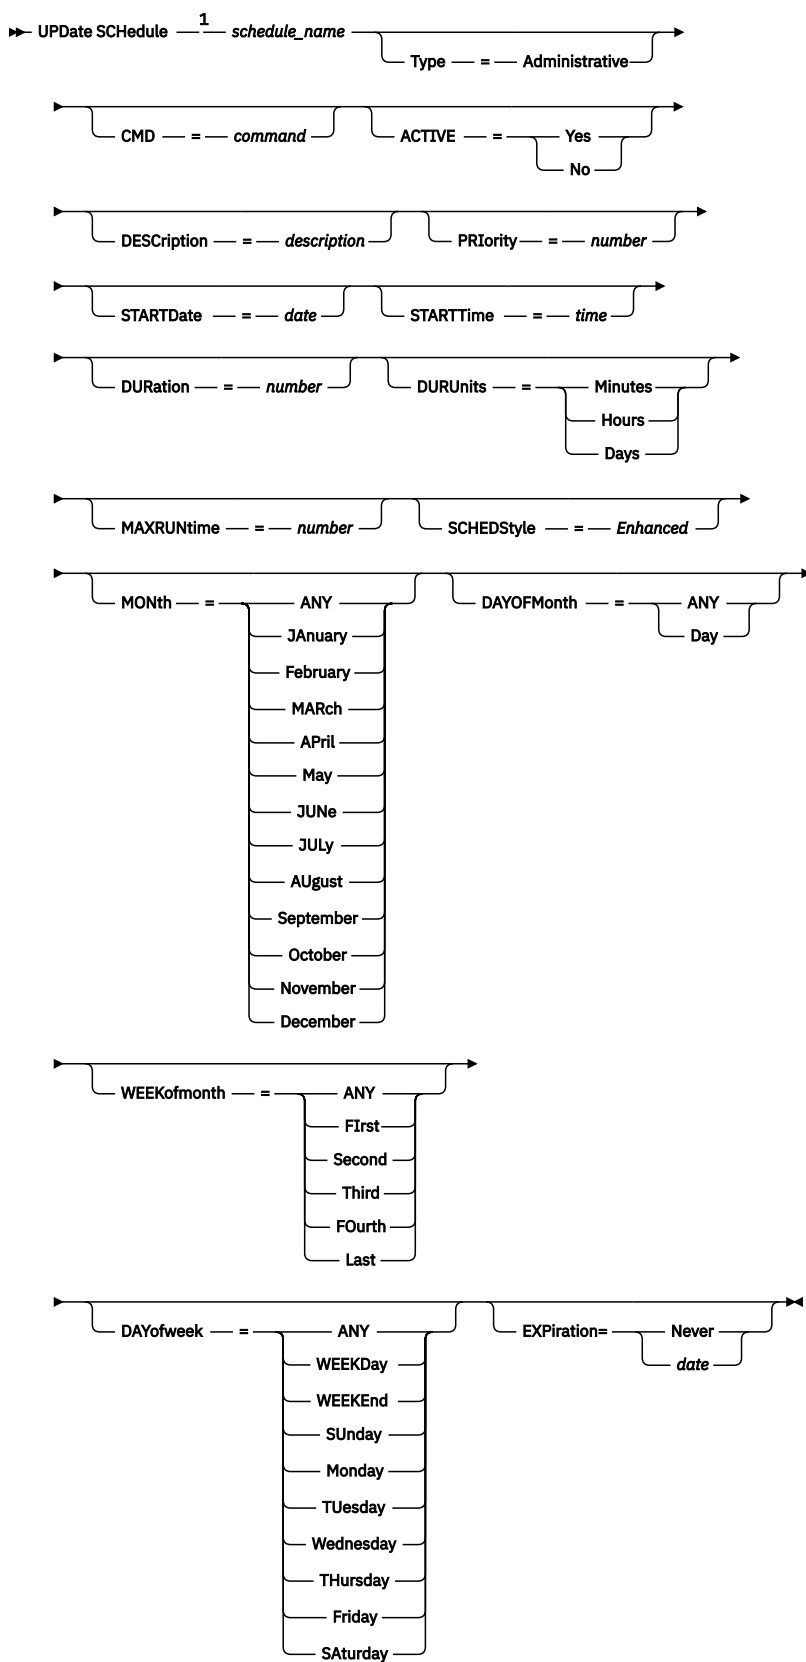 UPDate SCHedule 1 schedule_name
Type = Administrative
CMD = command ACTIVE = Yes
No
DESCription = description PRIority = number
STARTDate = date STARTTime = time
DURation = number DURUnits = Minutes
Hours
Days
MAXRUNtime = number SCHEDStyle = Enhanced
MONth = ANY DAYOFMonth = ANY
JAnuary Day
February
MARch
APril
May
JUNe
JULy
AUgust
September
October
November
December
WEEKofmonth = ANY
FIrst
Second
Third
FOurth
Last
DAYofweek = ANY EXPiration= Never
WEEKDay date
WEEKEnd
SUnday
Monday
TUesday
Wednesday
THursday
Friday
SAturday